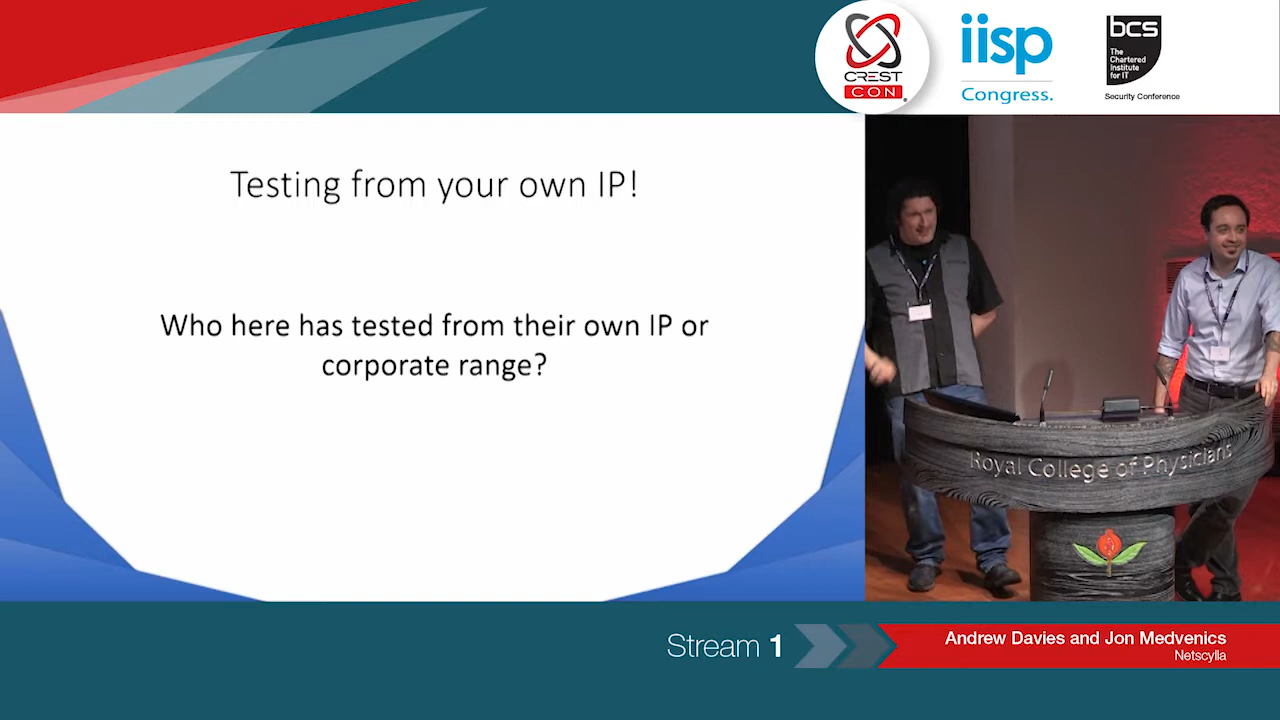 CREST
CON
iisp
Congress.
bcs
The
Chartered
Institute
for IT
Security Conference
Testing from your own IP!
Who here has tested from their own IP or
corporate range?
Royal College of Physicians
Stream 1
Andrew Davies and Jon Medvenics
Netscylla